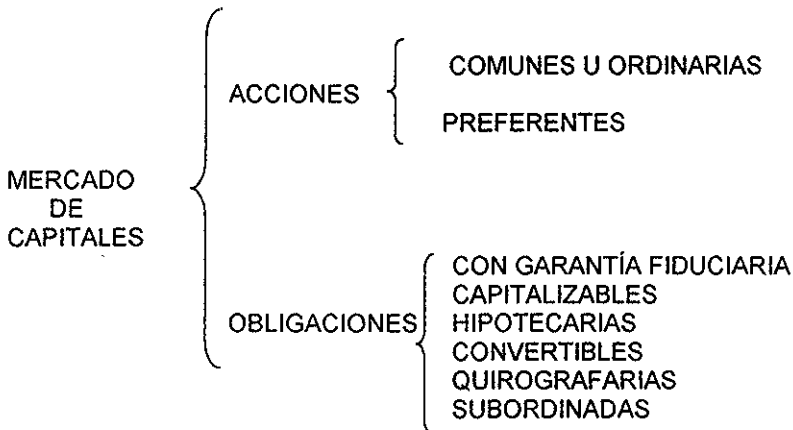 MERCADO
DE
CAPITALES
ACCIONES
COMUNES U ORDINARIAS
PREFERENTES
OBLIGACIONES
CON GARANTÍA FIDUCIARIA
CAPITALIZABLES
HIPOTECARIAS
CONVERTIBLES
QUIROGRAFARIAS
SUBORDINADAS